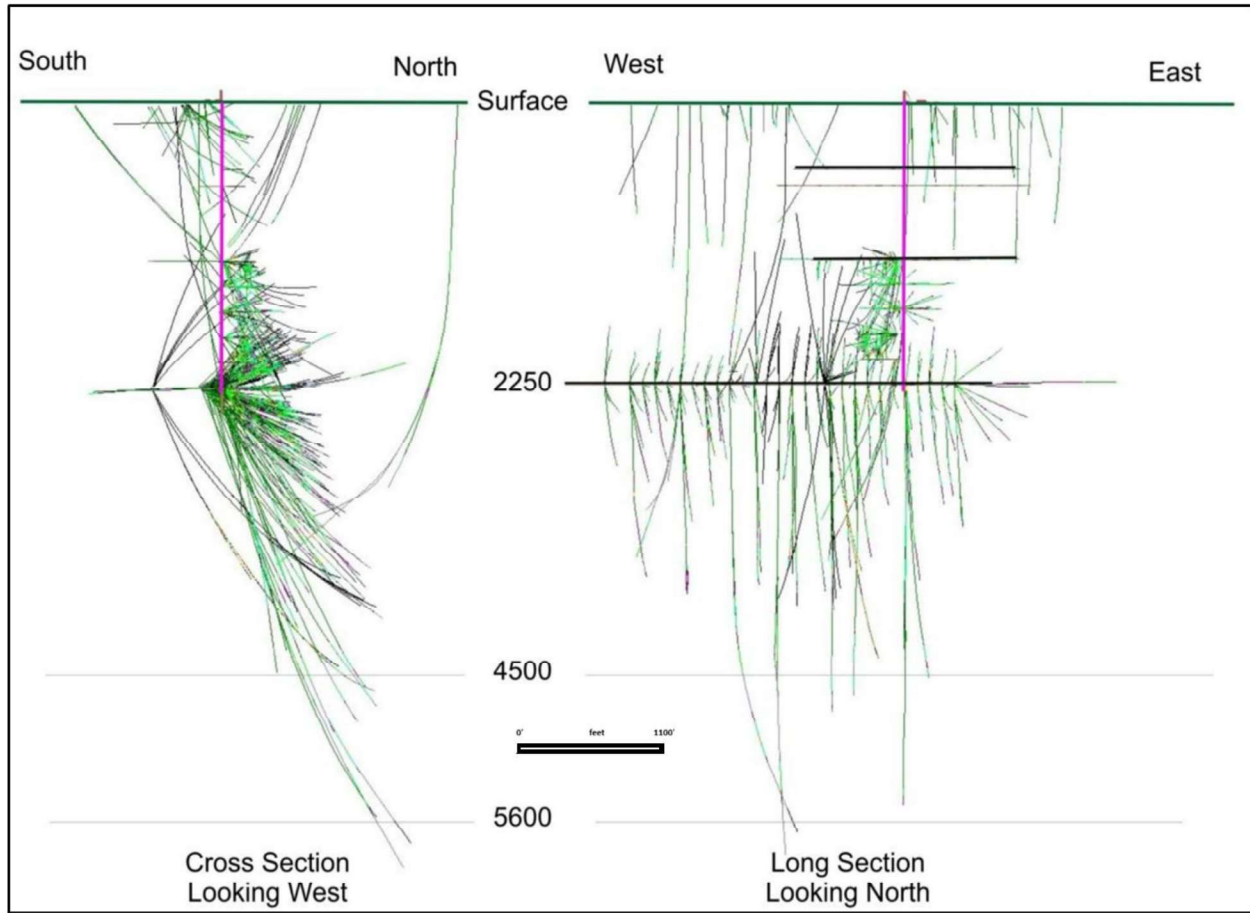 South
North
West
East
Surface
2250
4500
0' feet 1100'
5600
Cross Section
Looking West
Long Section
Looking North